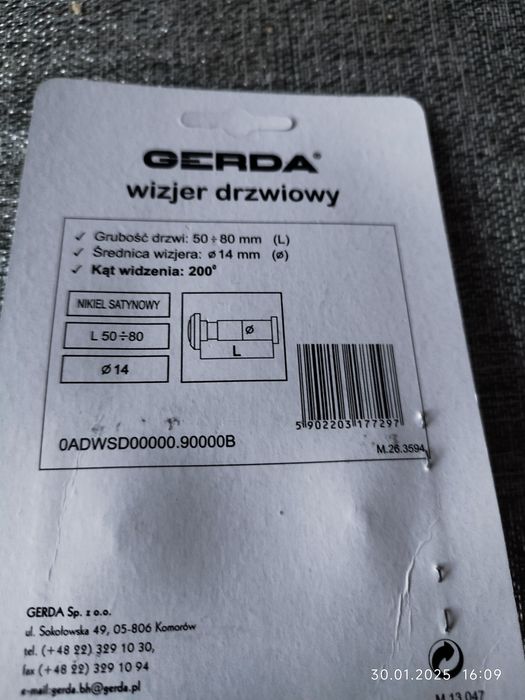 GERDA®
wizjer drzwiowy
✓ Grubość drzwi: 50÷80 mm (L)
✓ Średnica wizjera: ø 14 mm (ø)
✓ Kąt widzenia: 200°
NIKIEL SATYNOWY
L 50÷80
Ø 14
Ø
L
5 902203 177297
0ADWSD00000.90000B
M.26.3594
GERDA Sp. z o.o.
ul. Sokołowska 49, 05-806 Komorów
tel. (+48 22) 329 10 30,
fax (+48 22) 329 10 94
e-mail:gerda.bh@gerda.pl
M.13.047
30.01.2025 16:09